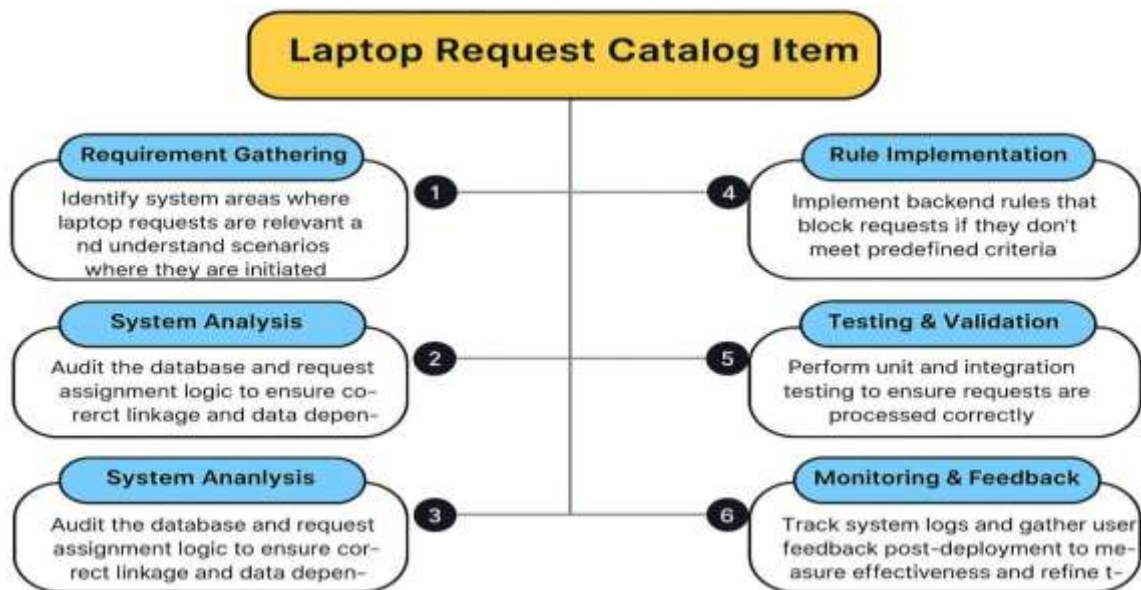 Laptop Request Catalog Item
Requirement Gathering
1
Identify system areas where
laptop requests are relevant a
nd understand scenarios
where they are initiated
System Analysis
2
Audit the database and request
assignment logic to ensure co-
rerct linkage and data depen-
System Ananlysis
3
Audit the database and request
assignment logic to ensure cor-
rect linkage and data depen-
4
Rule Implementation
Implement backend rules that
block requests if they don't
meet predefined criteria
5
Testing & Validation
Perform unit and integration
testing to ensure requests are
processed correctly
6
Monitoring & Feedback
Track system logs and gather user
feedback post-deployment to me-
asure effectiveness and refine t-